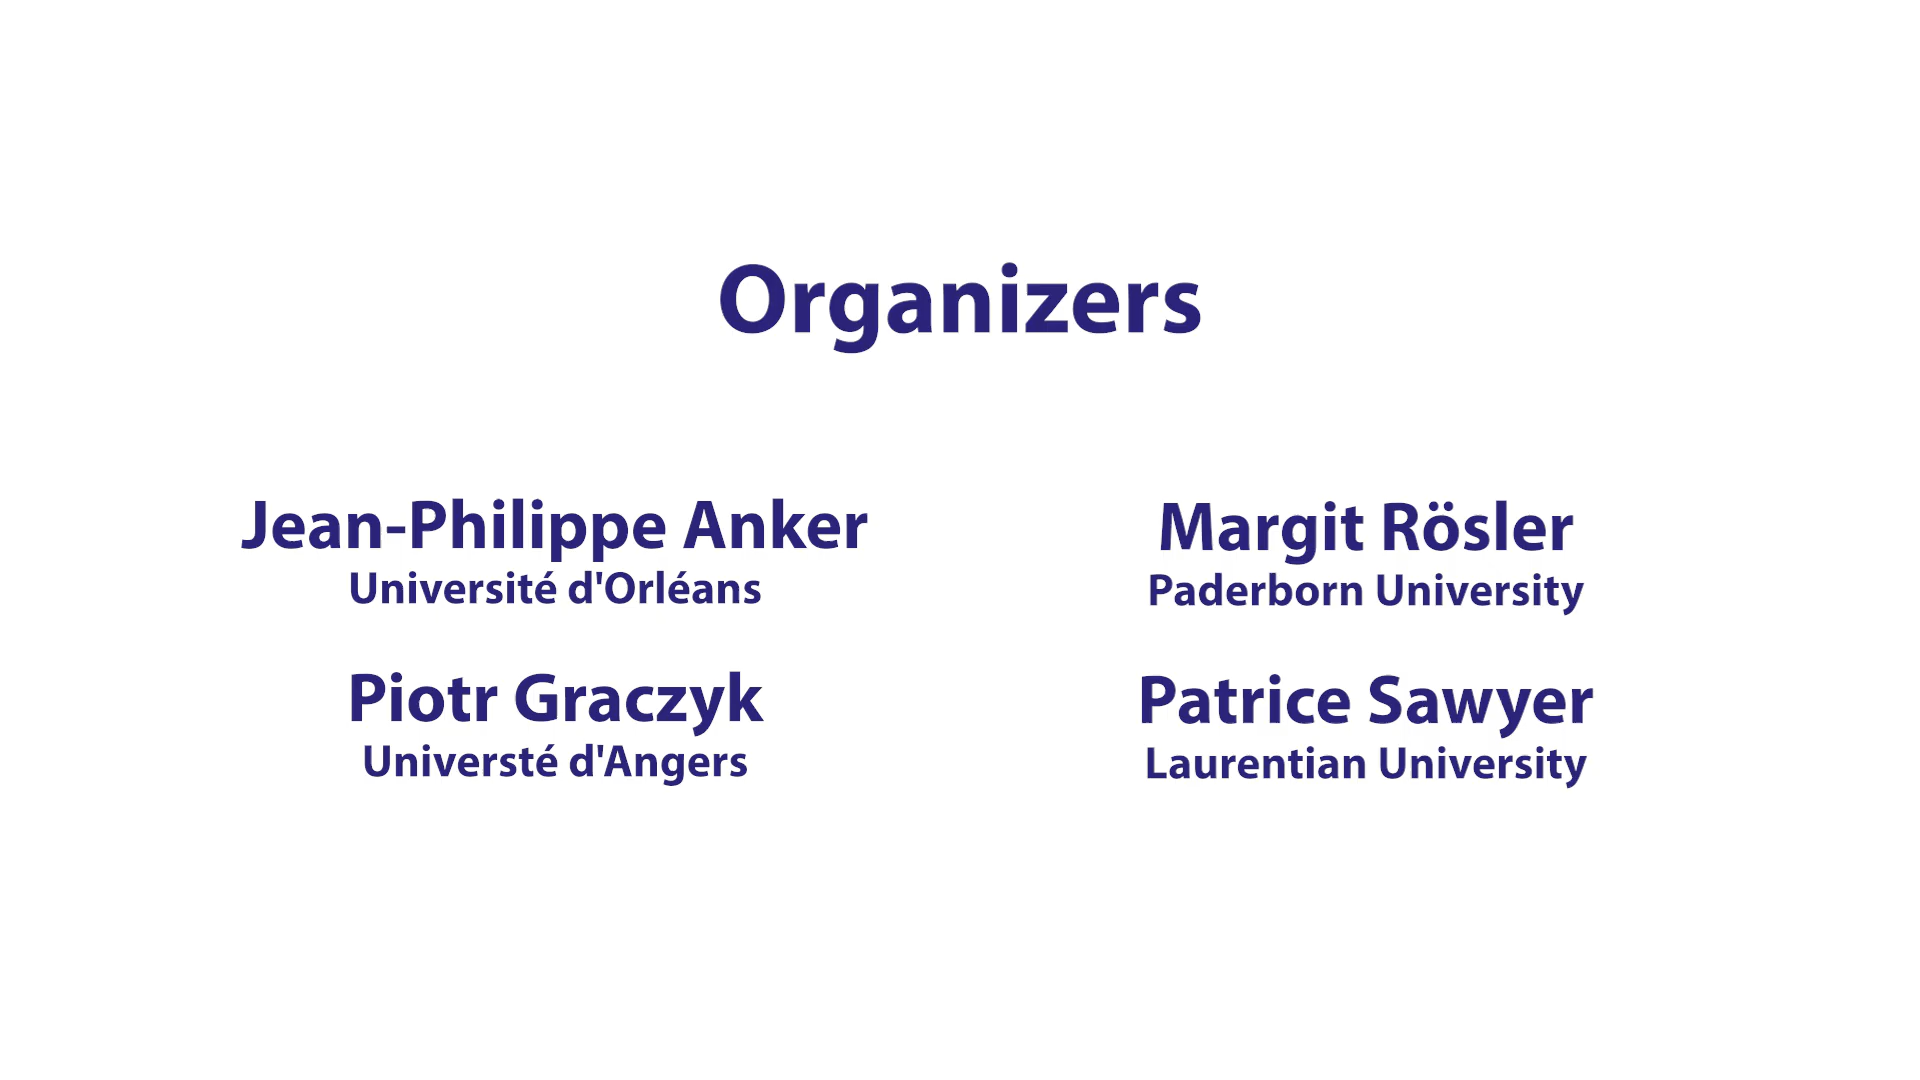 Organizers
Jean-Philippe Anker
Université d'Orléans
Piotr Graczyk
Universté d'Angers
Margit Rösler
Paderborn University
Patrice Sawyer
Laurentian University